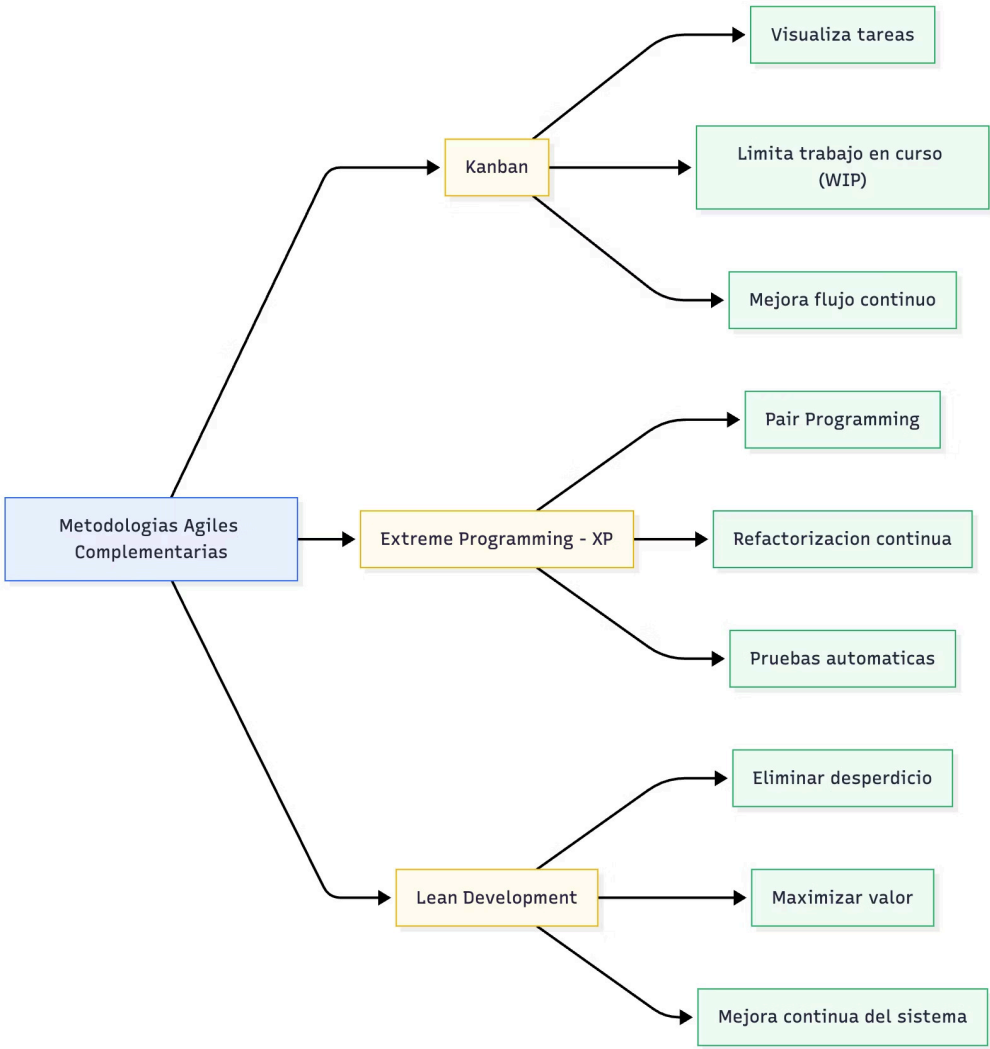 Visualiza tareas
Limita trabajo en curso
(WIP)
Kanban
Mejora flujo continuo
Pair Programming
Metodologias Agiles
Complementarias
Extreme Programming - XP
Refactorizacion continua
Pruebas automaticas
Eliminar desperdicio
Lean Development
Maximizar valor
Mejora continua del sistema